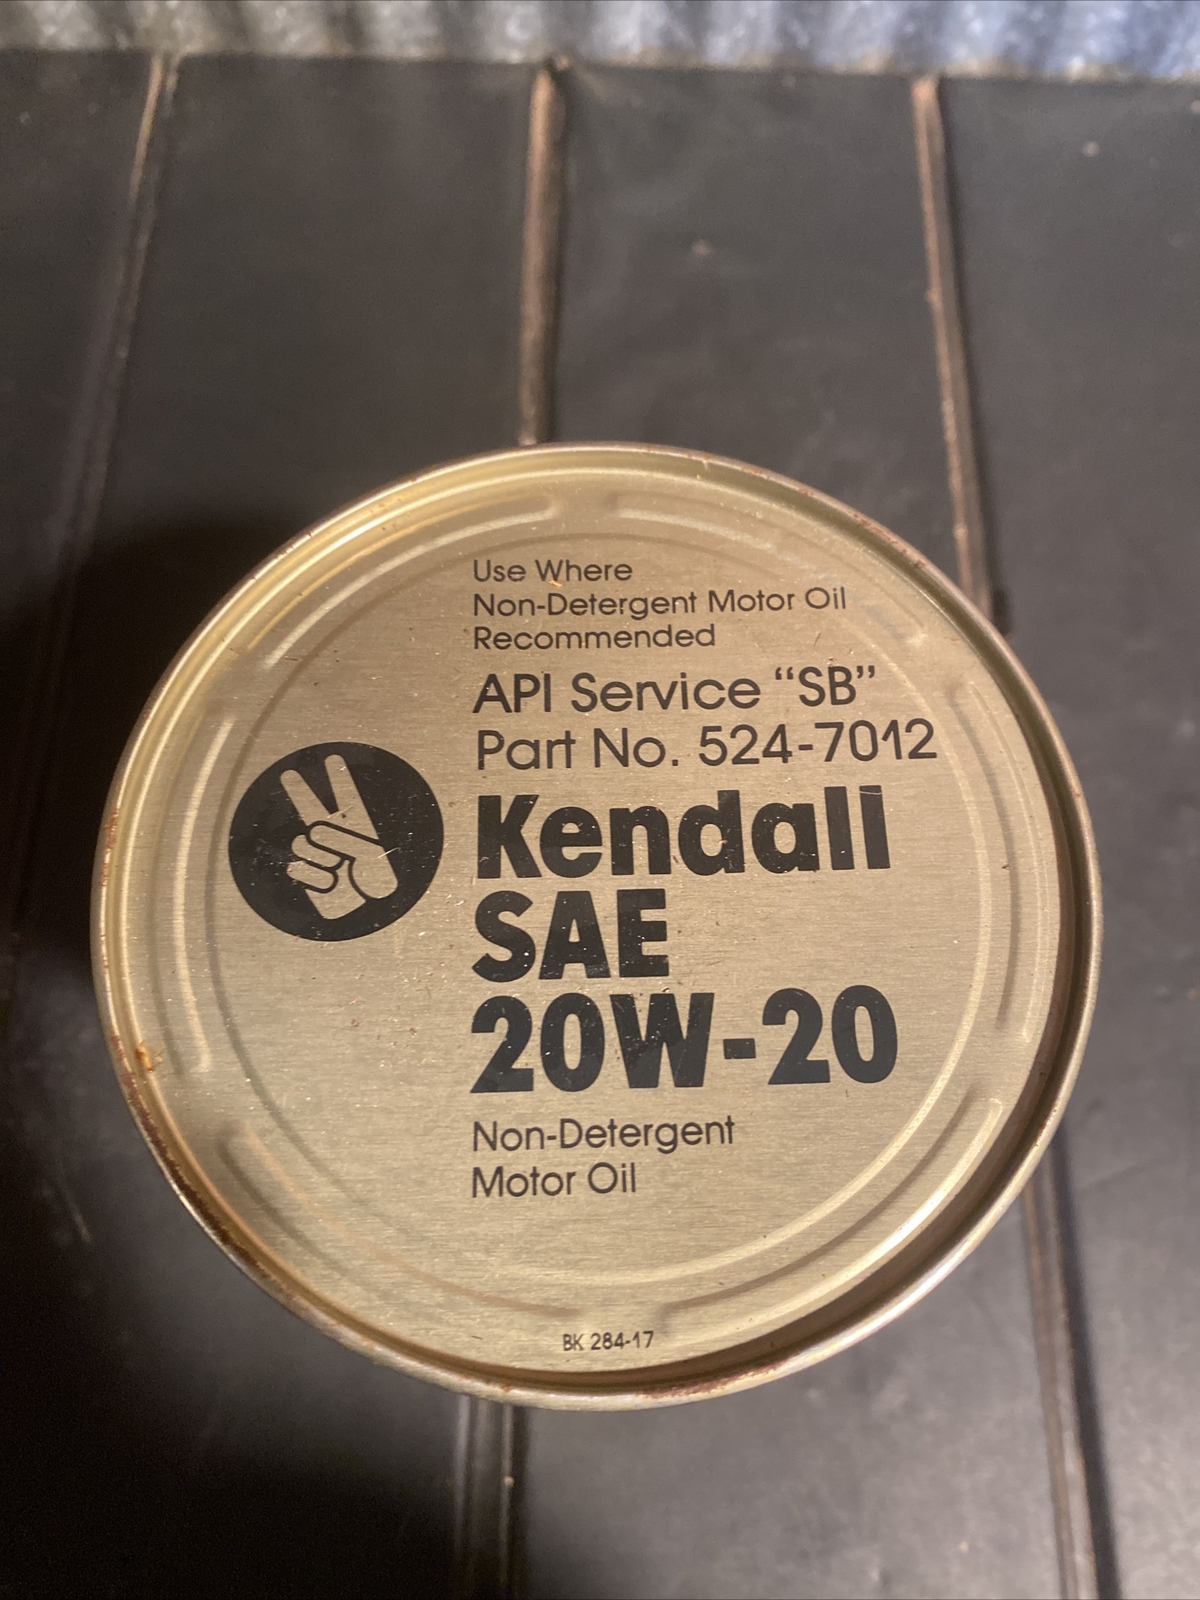 Use Where
Non-Detergent Motor Oil
Recommended
API Service “SB”
Part No. 524-7012
Kendall
SAE
20W-20
Non-Detergent
Motor Oil
BK 284-17